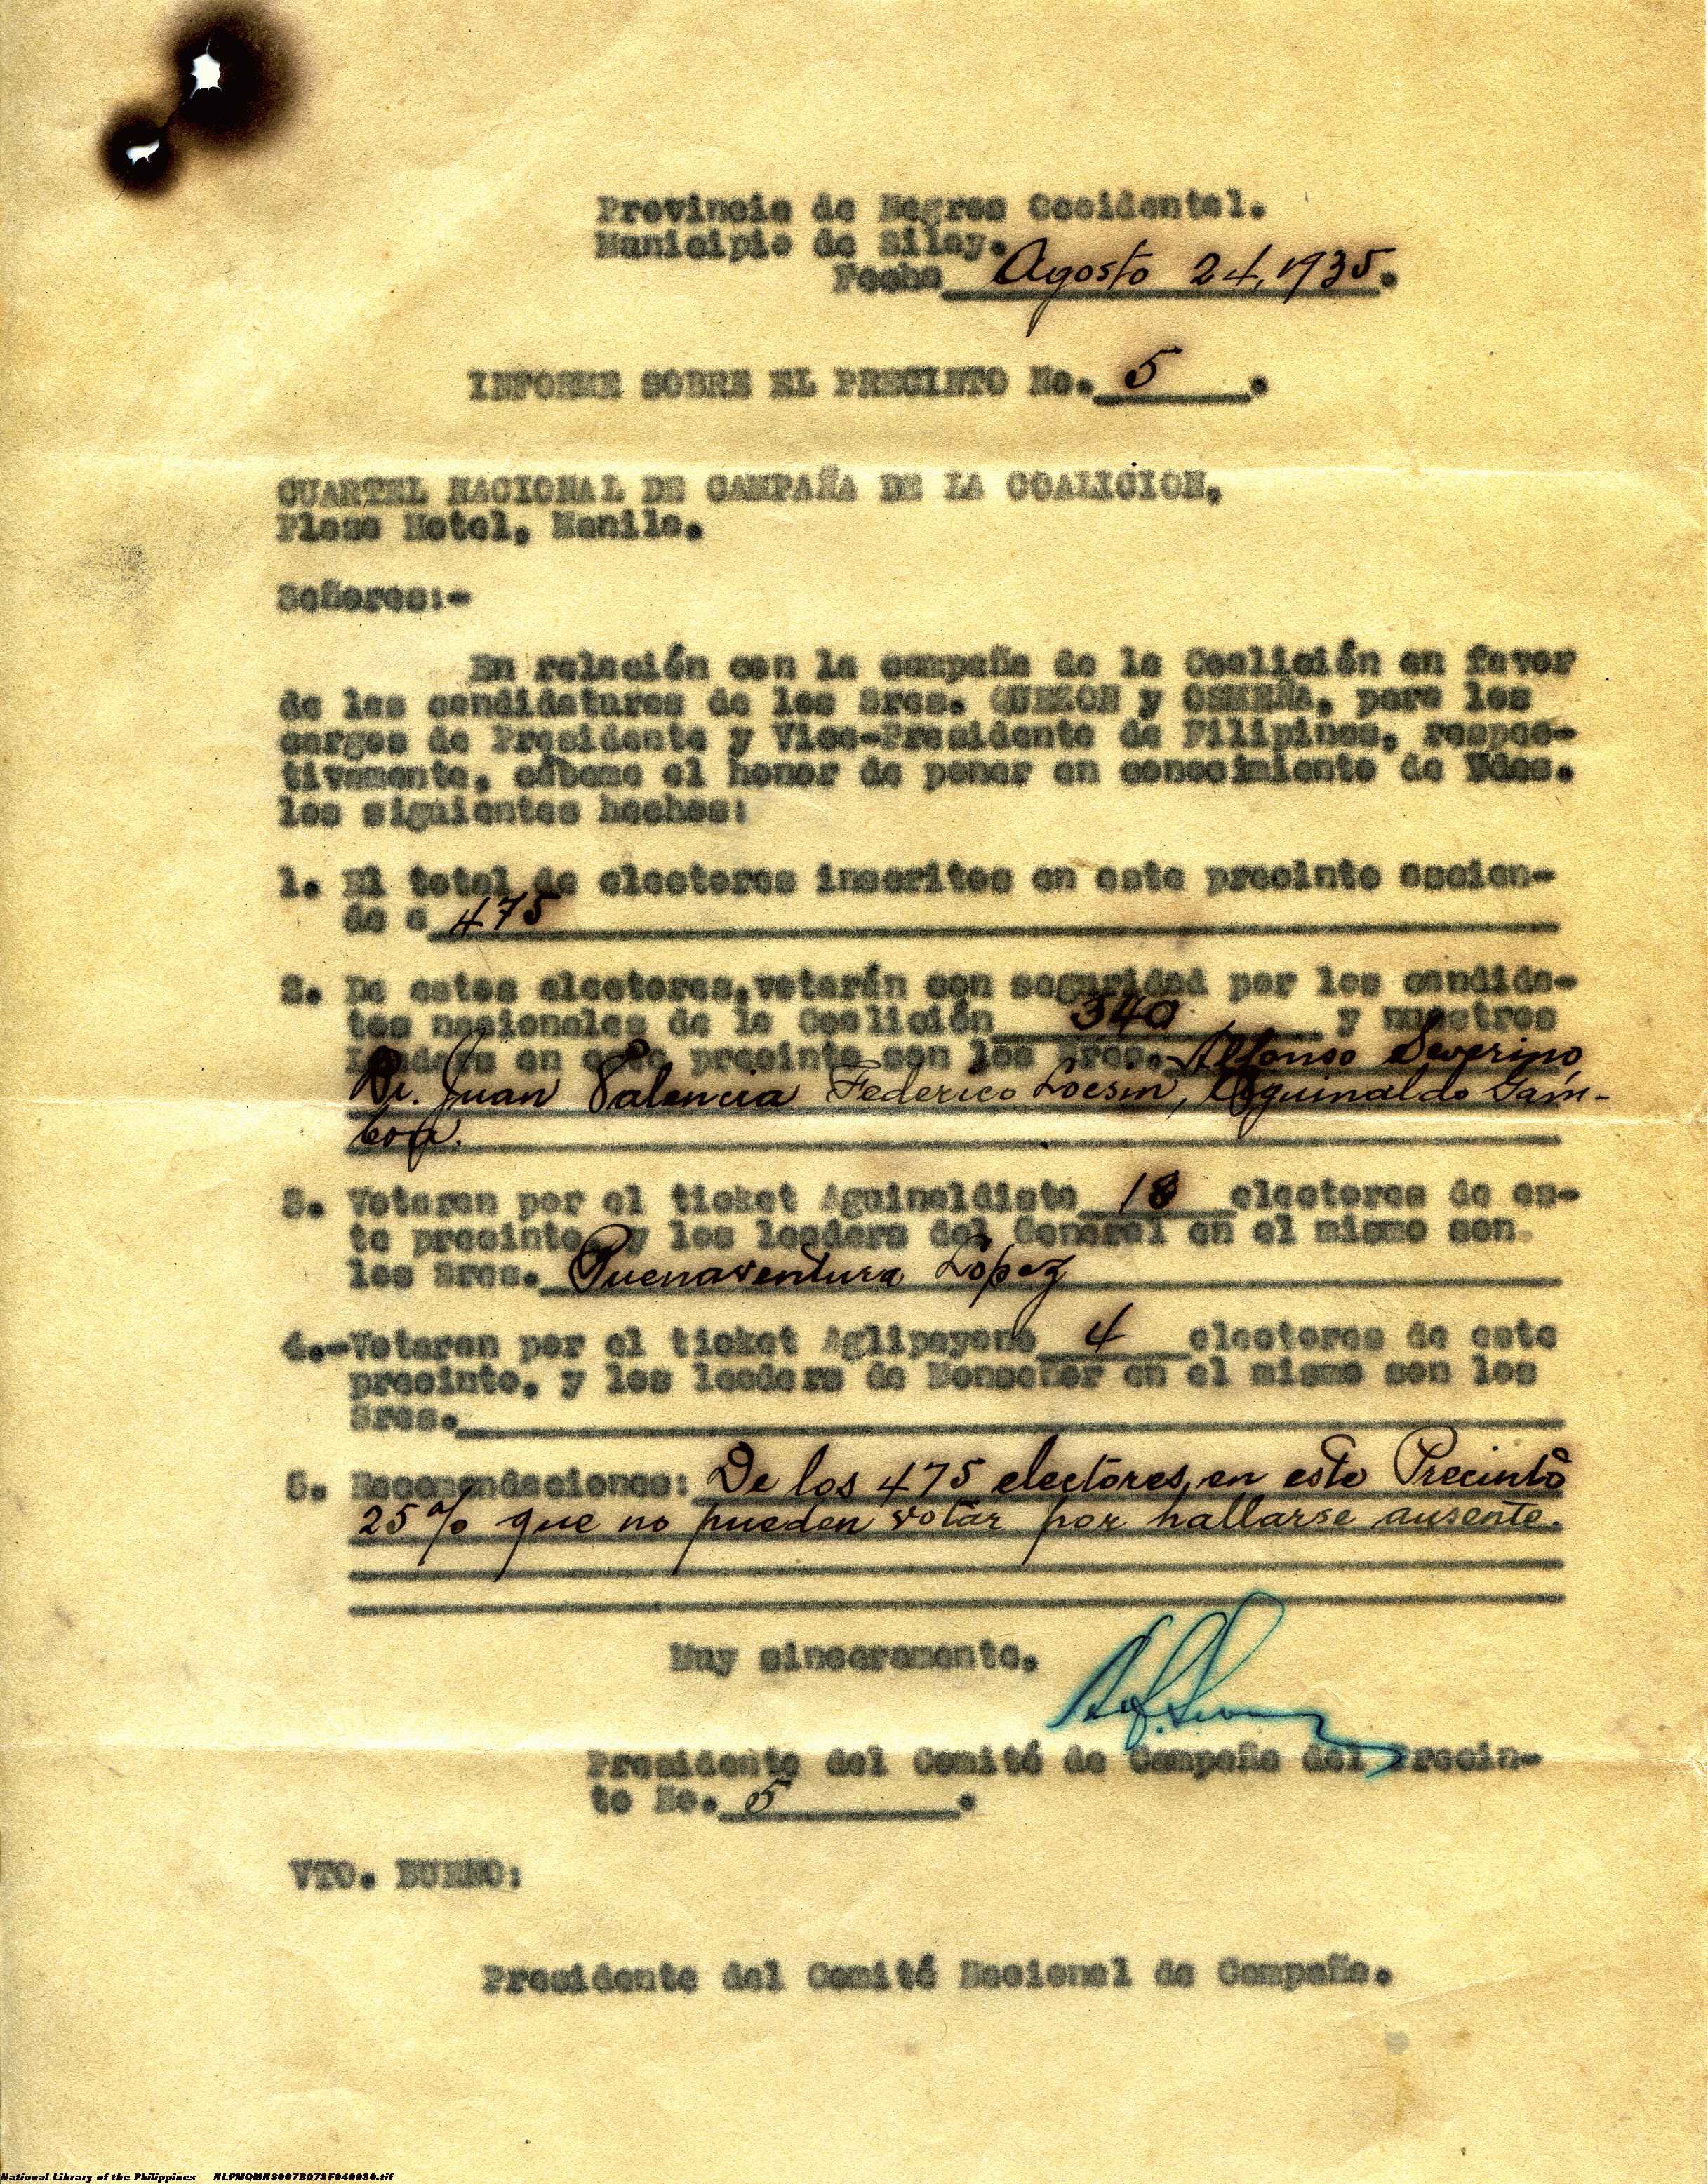 Provincia de Negros Occidental.
Municipio de Silay.
Fecha Agosto 24, 1935.
INFORME SOBRE EL PRECINTO No. 5.
CUARTEL NACIONAL DE CAMPAÑA DE LA COALICION,
Plaza Hotel, Manila.
Señores:-
En relación con la campaña de la Coalición en favor
de las candidaturas de los Sres. QUEZON y OSMEÑA, para los
cargos de Presidente y Vice-Presidente de Filipinas, respec-
tivamente, cábeme el honor de poner en conocimiento de Vdes.
los siguientes hechos:
1. El total de electores inscritos en este precinto ascien-
de a 475
2. De estos electores, votarán con seguridad por los candida-
tos nacionales de la Coalición 340 y nuestros
Leaders en este precinto son los Sres. Alfonso Severino,
Dr. Juan Valencia Federico Locsin, Aguinaldo Gam-
boa.
3. Votaran por el ticket Aguinaldista 18 electores de es-
te precinto, y los leaders del General en el mismo son
los Sres. Buenaventura Lopez
4.-Votaran por el ticket Aglipayano 4 electores de este
precinto, y los leaders de Monseñor en el mismo son los
Sres.
5. Recomendaciones: De los 475 electores, en este Precinto
25% que no pueden votar por hallarse ausente.
Muy sinceramente,
Presidente del Comité de Campaña del Precin-
to No. 5.
VTO. BUENO:
Presidente del Comité Nacional de Campaña.
National Library of the Philippines NLPMQMNS007B073F040030.tif